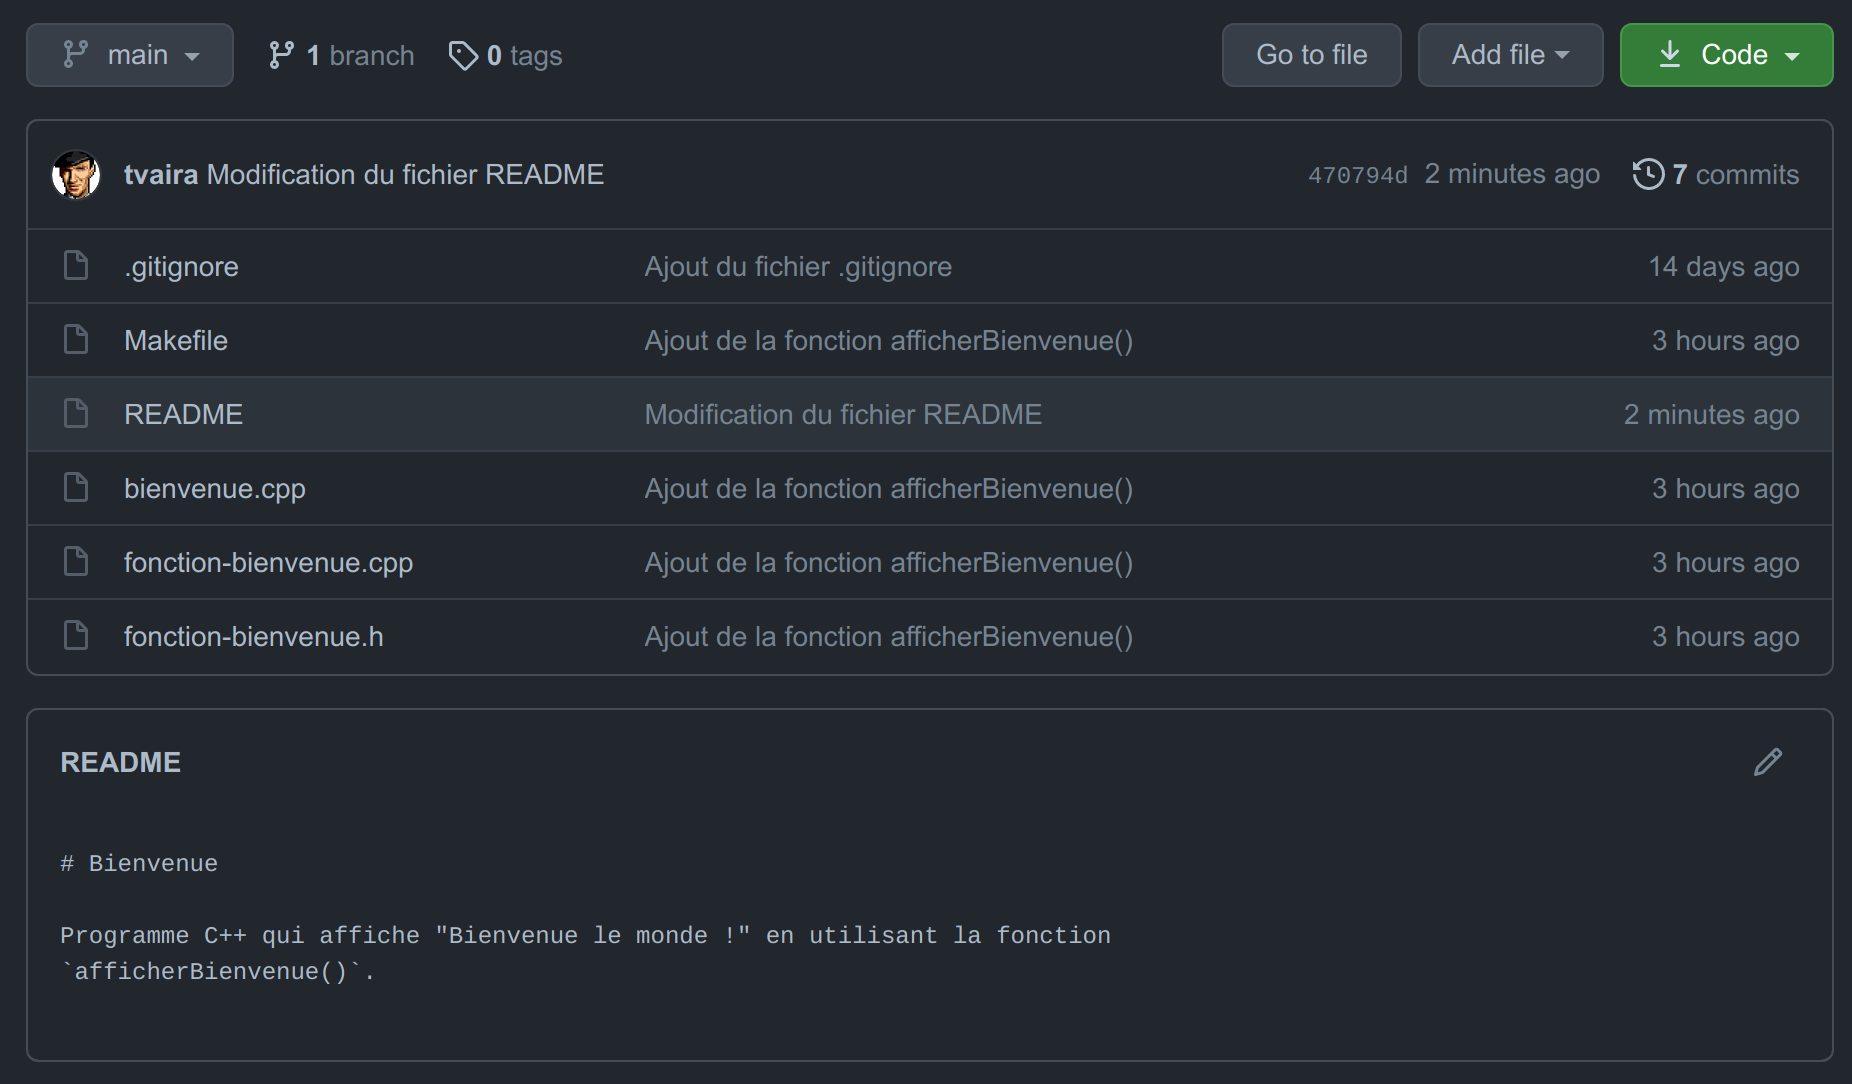 main 1 branch 0 tags Go to file Add file Code
tvaira Modification du fichier README 470794d 2 minutes ago 7 commits
.gitignore Ajout du fichier .gitignore 14 days ago
Makefile Ajout de la fonction afficherBienvenue() 3 hours ago
README Modification du fichier README 2 minutes ago
bienvenue.cpp Ajout de la fonction afficherBienvenue() 3 hours ago
fonction-bienvenue.cpp Ajout de la fonction afficherBienvenue() 3 hours ago
fonction-bienvenue.h Ajout de la fonction afficherBienvenue() 3 hours ago
README
# Bienvenue
Programme C++ qui affiche "Bienvenue le monde !" en utilisant la fonction
`afficherBienvenue()`.